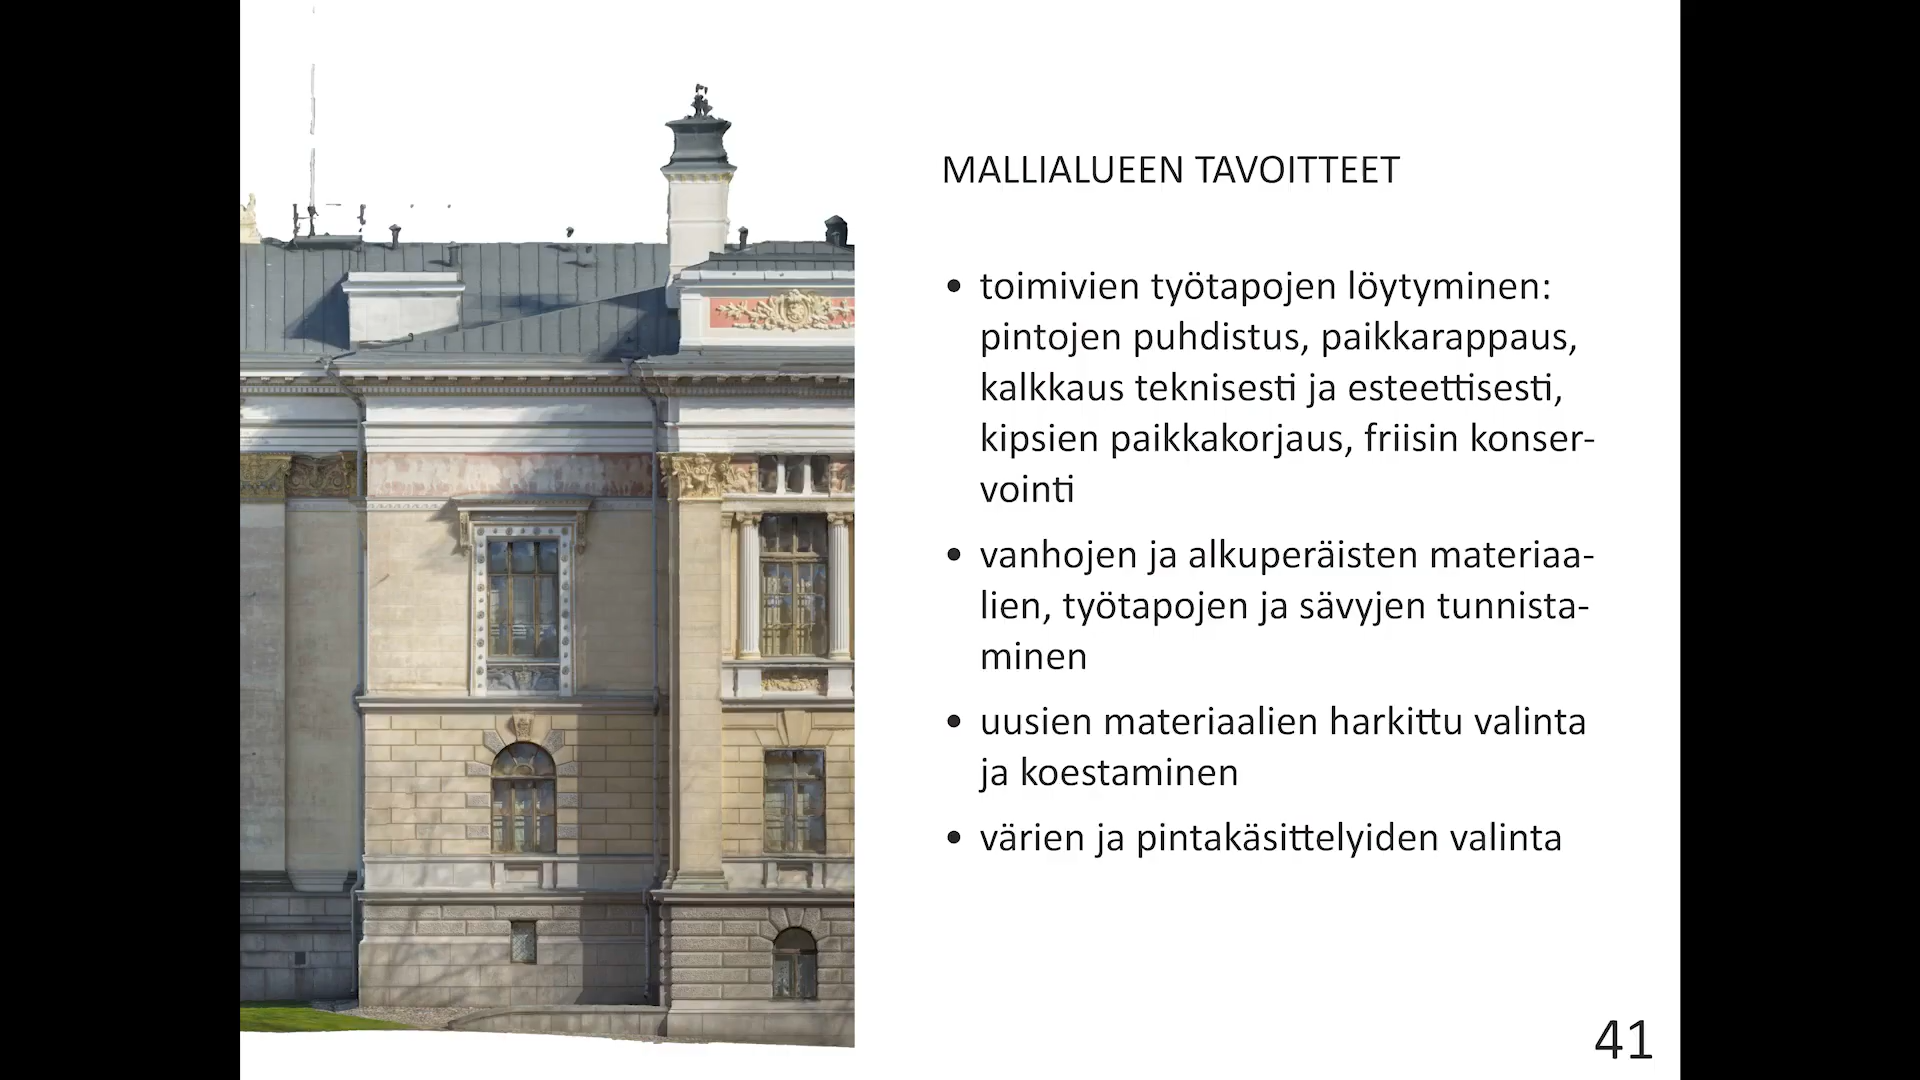 MALLIALUEEN TAVOITTEET
• toimivien työtapojen löytyminen:
pintojen puhdistus, paikkarappaus,
kalkkaus teknisesti ja esteettisesti,
kipsien paikkakorjaus, friisin konser-
vointi
• vanhojen ja alkuperäisten materiaa-
lien, työtapojen ja sävyjen tunnista-
minen
• uusien materiaalien harkittu valinta
ja koestaminen
• värien ja pintakäsittelyiden valinta
41